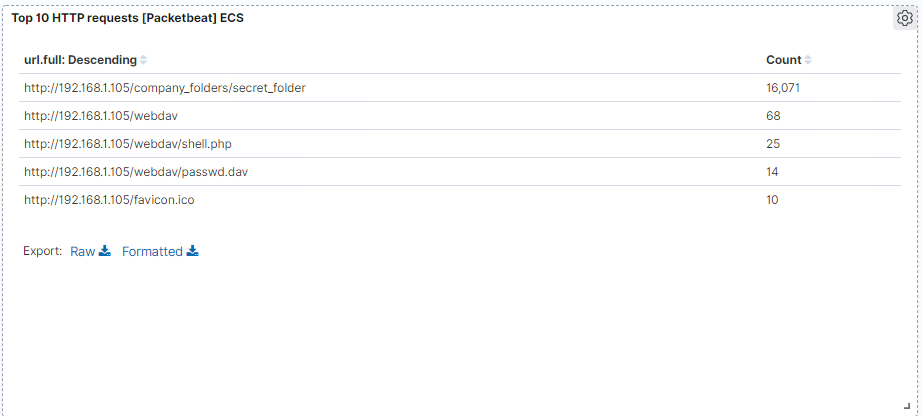 Top 10 HTTP requests [Packetbeat] ECS
url.full: Descending Count
http://192.168.1.105/company_folders/secret_folder 16,071
http://192.168.1.105/webdav 68
http://192.168.1.105/webdav/shell.php 25
http://192.168.1.105/webdav/passwd.dav 14
http://192.168.1.105/favicon.ico 10
Export: Raw Formatted